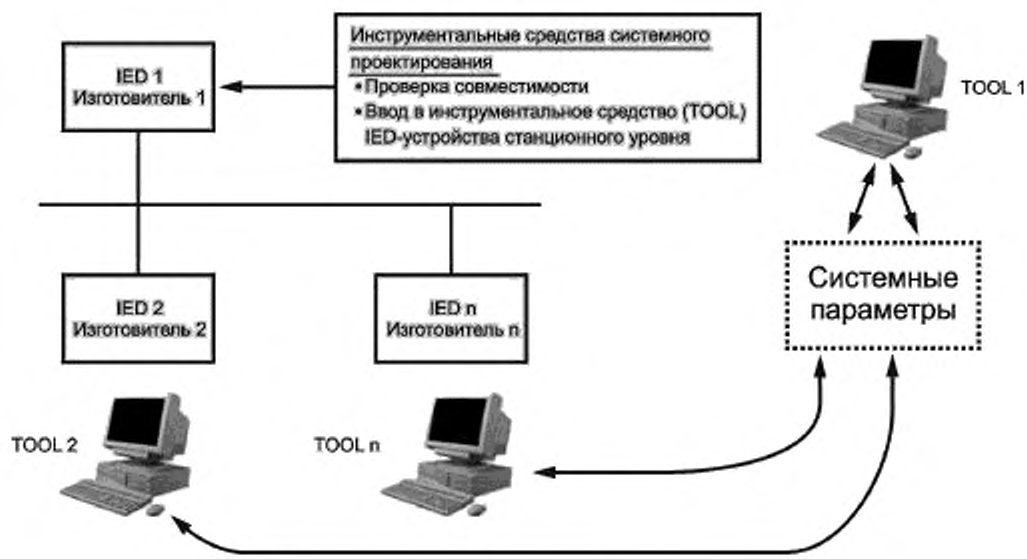 IED 1
Изготовитель 1
Инструментальные средства системного
проектирования
•Проверка совместимости
•Ввод в инструментальное средство (TOOL)
IED-устройства станционного уровня
TOOL 1
IED 2
Изготовитель 2
IED n
Изготовитель n
Системные
параметры
TOOL 2
TOOL n